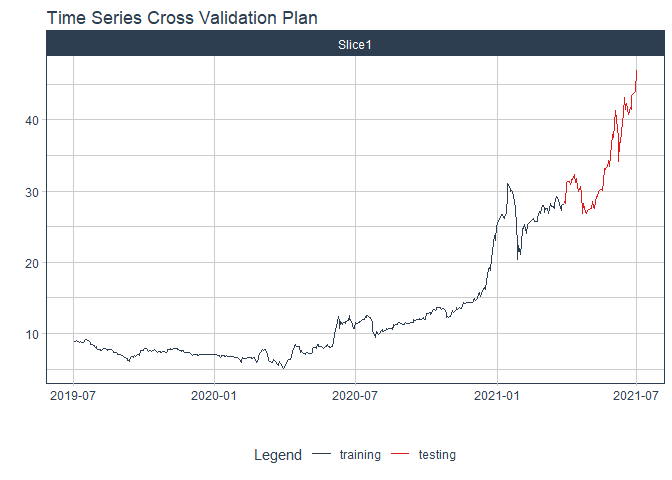 Time Series Cross Validation Plan
Slice1
40
30
20
10
2019-07 2020-01 2020-07 2021-01 2021-07
Legend training testing